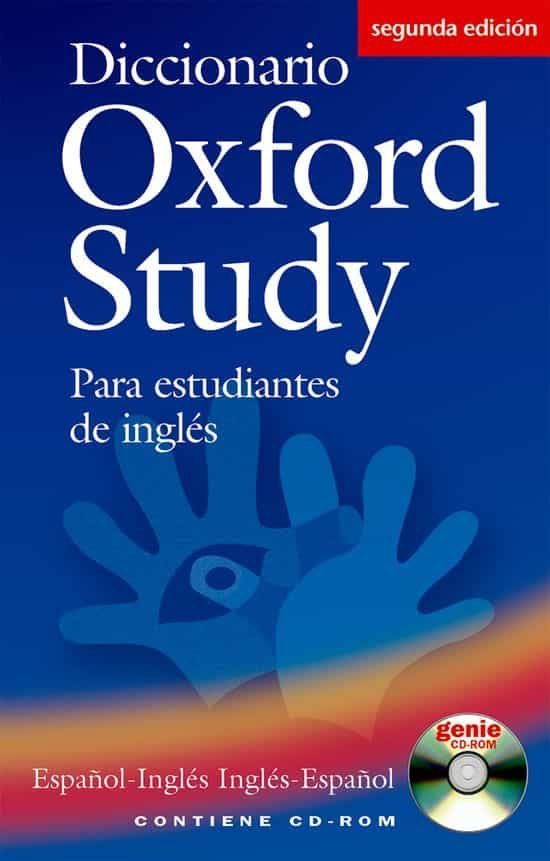 segunda edición
Diccionario
Oxford
Study
Para estudiantes
de inglés
genie
CD-ROM
Español-Inglés Inglés-Español
CONTIENE CD-ROM